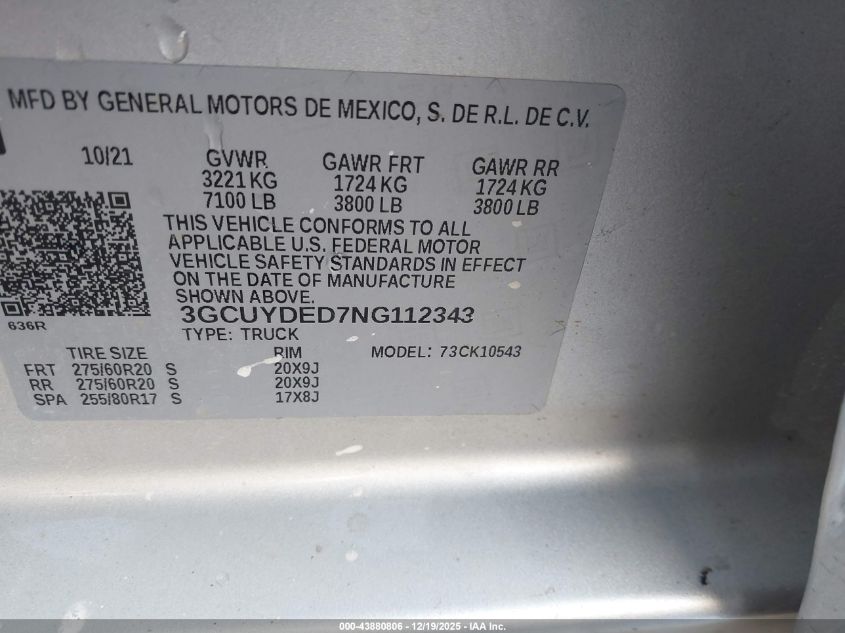 MFD BY GENERAL MOTORS DE MEXICO, S. DE R.L. DE C.V.
10/21 GVWR GAWR FRT GAWR RR
3221 KG 1724 KG 1724 KG
7100 LB 3800 LB 3800 LB
THIS VEHICLE CONFORMS TO ALL
APPLICABLE U.S. FEDERAL MOTOR
VEHICLE SAFETY STANDARDS IN EFFECT
ON THE DATE OF MANUFACTURE
SHOWN ABOVE.
3GCUYDED7NG112343
636R
TYPE: TRUCK
TIRE SIZE RIM MODEL: 73CK10543
FRT 275/60R20 S 20X9J
RR 275/60R20 S 20X9J
SPA 255/80R17 S 17X8J
000-43880806 - 12/19/2025 - IAA Inc.